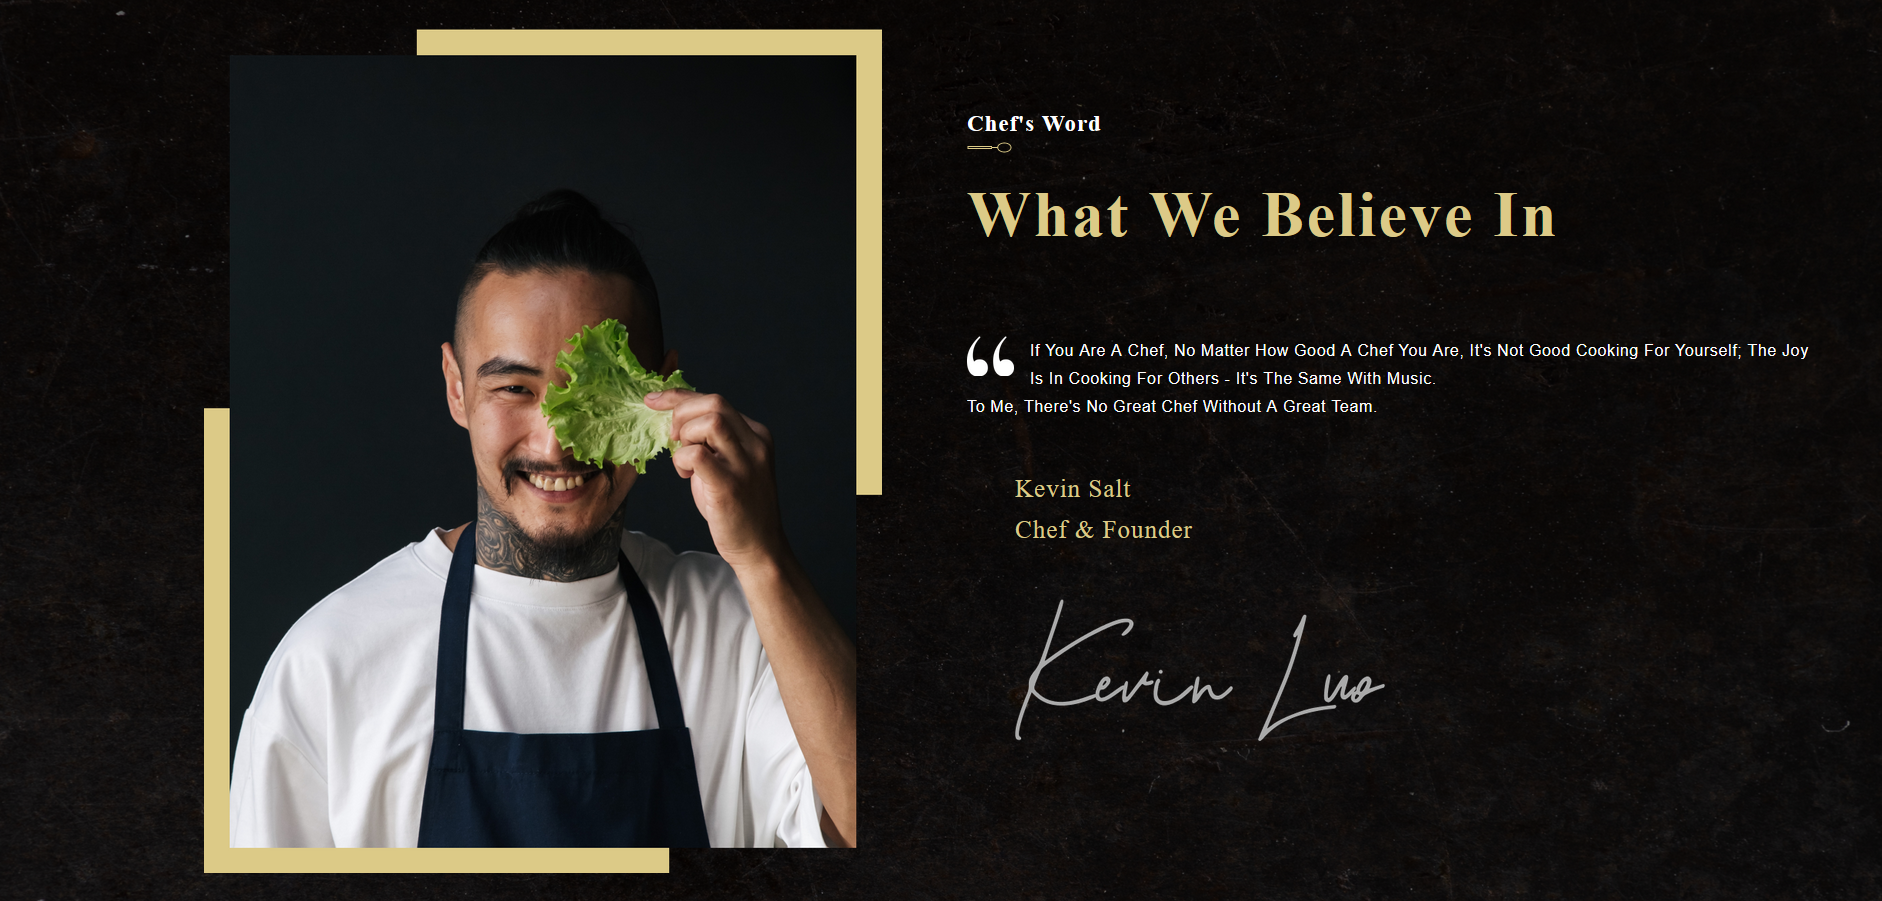 Chef's Word
What We Believe In
If You Are A Chef, No Matter How Good A Chef You Are, It's Not Good Cooking For Yourself; The Joy
Is In Cooking For Others - It's The Same With Music.
To Me, There's No Great Chef Without A Great Team.
Kevin Salt
Chef & Founder
Kevin Luo